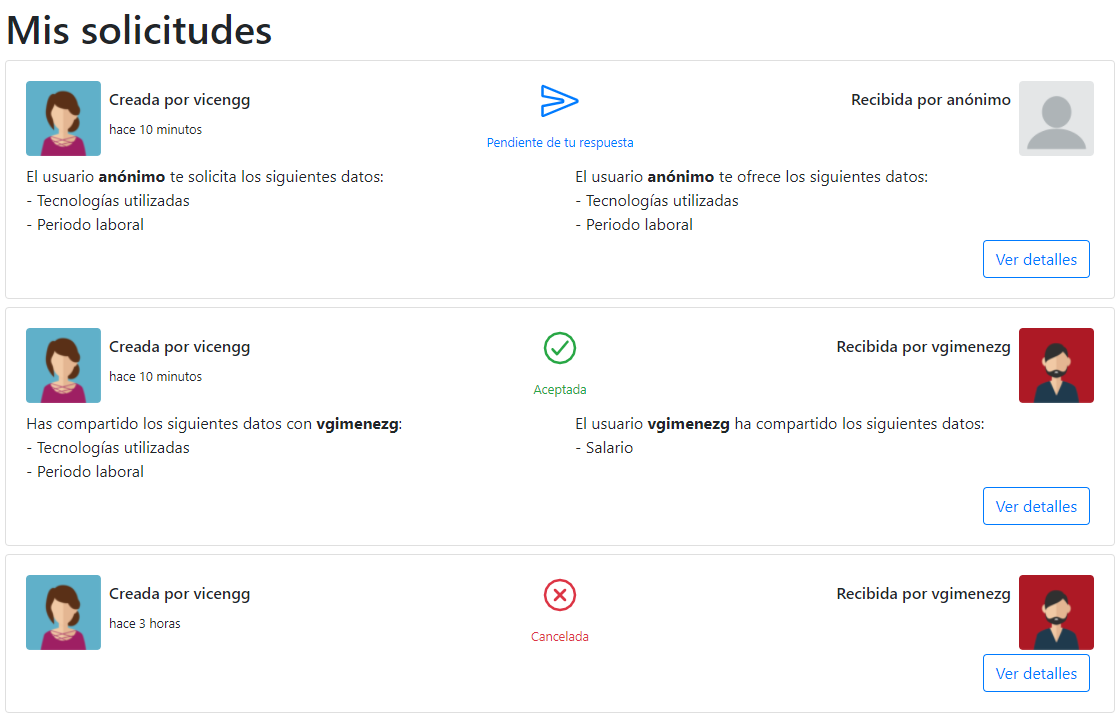 Mis solicitudes
Creada por vicengg
hace 10 minutos
Pendiente de tu respuesta
Recibida por anónimo
El usuario anónimo te solicita los siguientes datos:
- Tecnologías utilizadas
- Periodo laboral
El usuario anónimo te ofrece los siguientes datos:
- Tecnologías utilizadas
- Periodo laboral
Ver detalles
Creada por vicengg
hace 10 minutos
Aceptada
Recibida por vgimenezg
Has compartido los siguientes datos con vgimenezg:
- Tecnologías utilizadas
- Periodo laboral
El usuario vgimenezg ha compartido los siguientes datos:
- Salario
Ver detalles
Creada por vicengg
hace 3 horas
Cancelada
Recibida por vgimenezg
Ver detalles